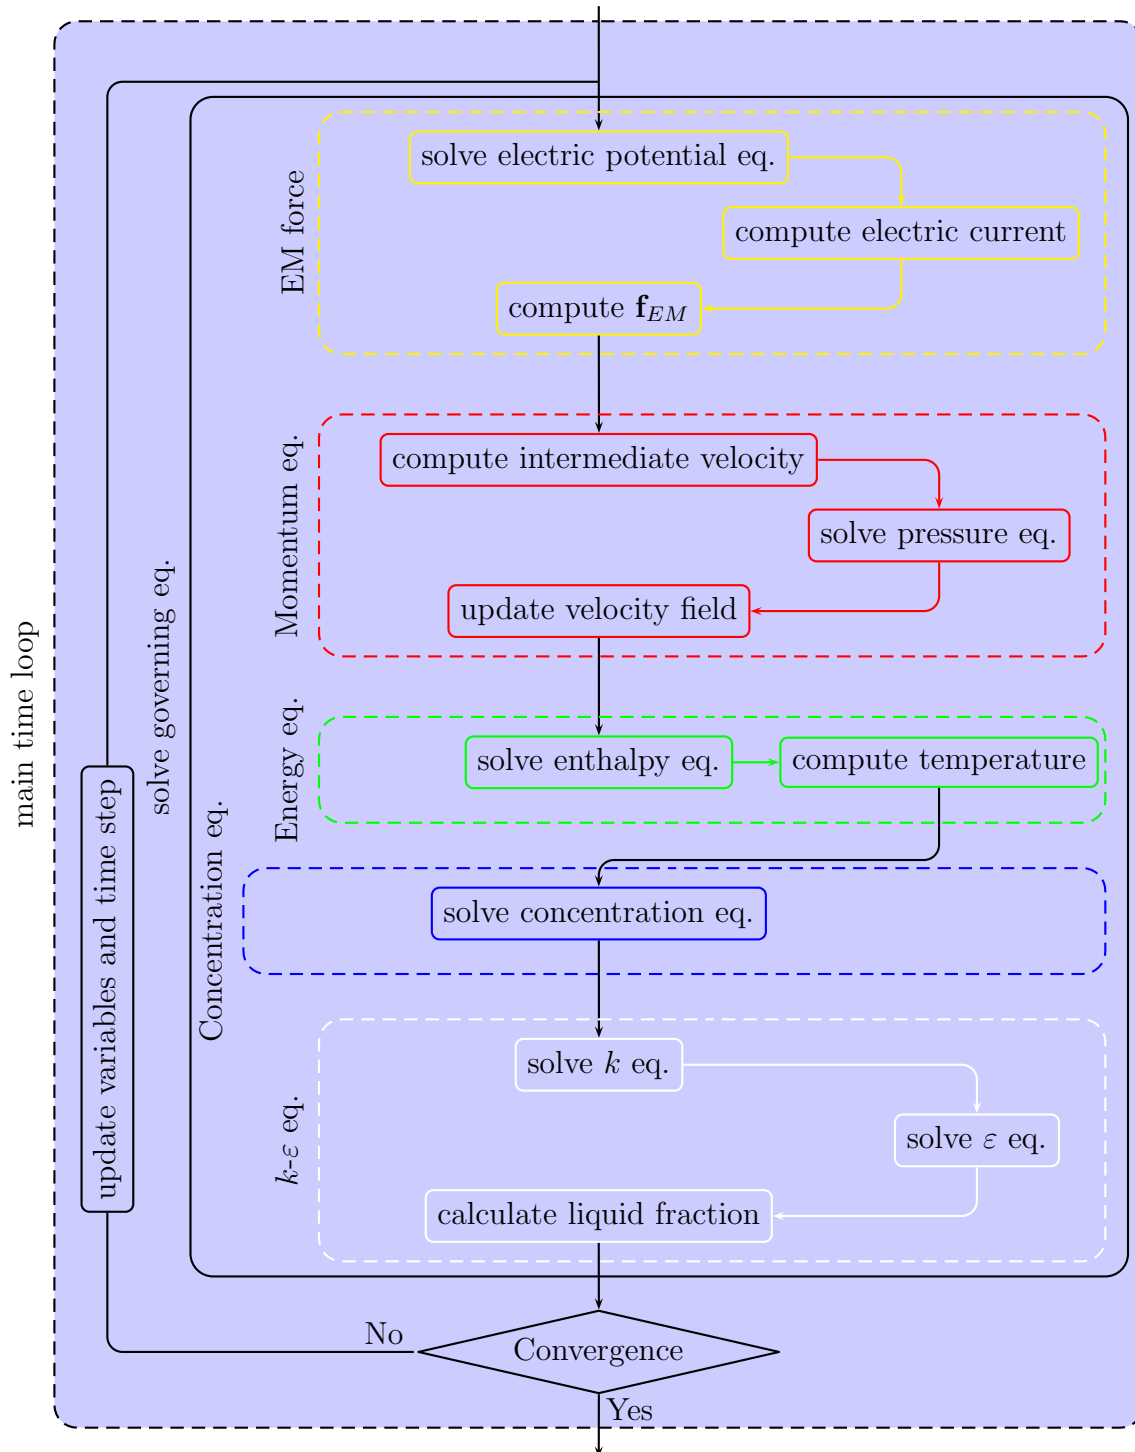 main time loop
update variables and time step
solve governing eq.
EM force
solve electric potential eq.
compute electric current
compute f_EM
Momentum eq.
compute intermediate velocity
solve pressure eq.
update velocity field
Energy eq.
solve enthalpy eq.
compute temperature
Concentration eq.
solve concentration eq.
k-ε eq.
solve k eq.
solve ε eq.
calculate liquid fraction
No
Convergence
Yes